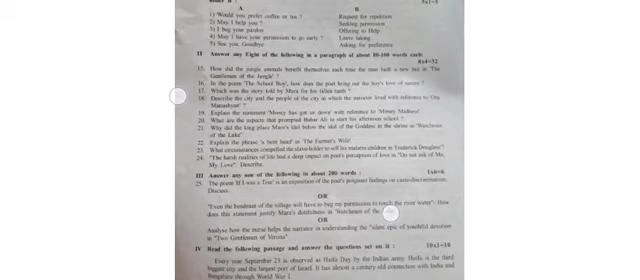 A B
1) Would you prefer coffee or tea ? Request for repetition
2) May I help you ? Seeking permission
3) I beg your pardon Offering to Help
4) May I have your permission to go early ? Leave taking
5) See you, Goodbye Asking for preference
II Answer any Eight of the following in a paragraph of about 80-100 words each:
8x4=32
15. How did the jungle animals benefit themselves each time the man built a new hut in 'The
Gentlemen of the Jungle' ?
16. In the poem 'The School Boy', how does the poet bring out the boy's love of nature ?
17. Which was the story told by Mara for his fallen teeth ?
18. Describe the city and the people of the city in which the narrator lived with reference to
19. Explain the statement 'Money has got us down' with reference to 'Money Madness'.
20. What are the aspects that prompted Babar Ali to start his afternoon school ?
21. Why did the king place Mara's slab below the idol of the Goddess in the shrine in "Watchmen
of the Lake"
22. Explain the phrase 'a bent head' in 'The Farmer's Wife'.
23. What circumstances compelled the slave-holder to sell his mulatto children in 'Frederick Douglass'?
24. "The harsh realities of life had a deep impact on poet's perception of love in "Do not ask of Me,
My Love". Describe.
III Answer any one of the following in about 200 words : 1x6=6
25. The poem 'If I was a Tree' is an exposition of the poet's poignant feelings on caste-discrimination.
Discuss.
OR
"Even the headman of the village will have to beg my permission to touch the river water". How
does this statement justify Mara's dutifulness in 'Watchmen of the
OR
Analyse how the nurse helps the narrator in understanding the "silent epic of youthful devotion
in "Two Gentlemen of Verona"
IV Read the following passage and answer the questions set on it : 10x1=10
Every year September 23 is observed as Haifa Day by the Indian army. Haifa is the third
biggest city and the largest port of Israel. It has almost a century old connection with India and
Bengaluru through World War I.